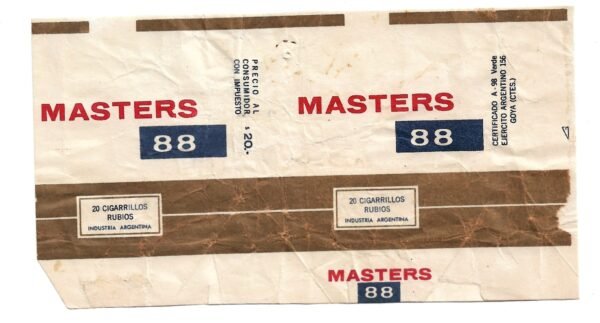 MASTERS
88
PRECIO AL
CONSUMIDOR
CON IMPUESTO
$ 20.-
MASTERS
88
CERTIFICADO A - 98 Verde
EJERCITO ARGENTINO 156
GOYA (CTES.)
20 CIGARRILLOS
RUBIOS
INDUSTRIA ARGENTINA
20 CIGARRILLOS
RUBIOS
INDUSTRIA ARGENTINA
MASTERS
88